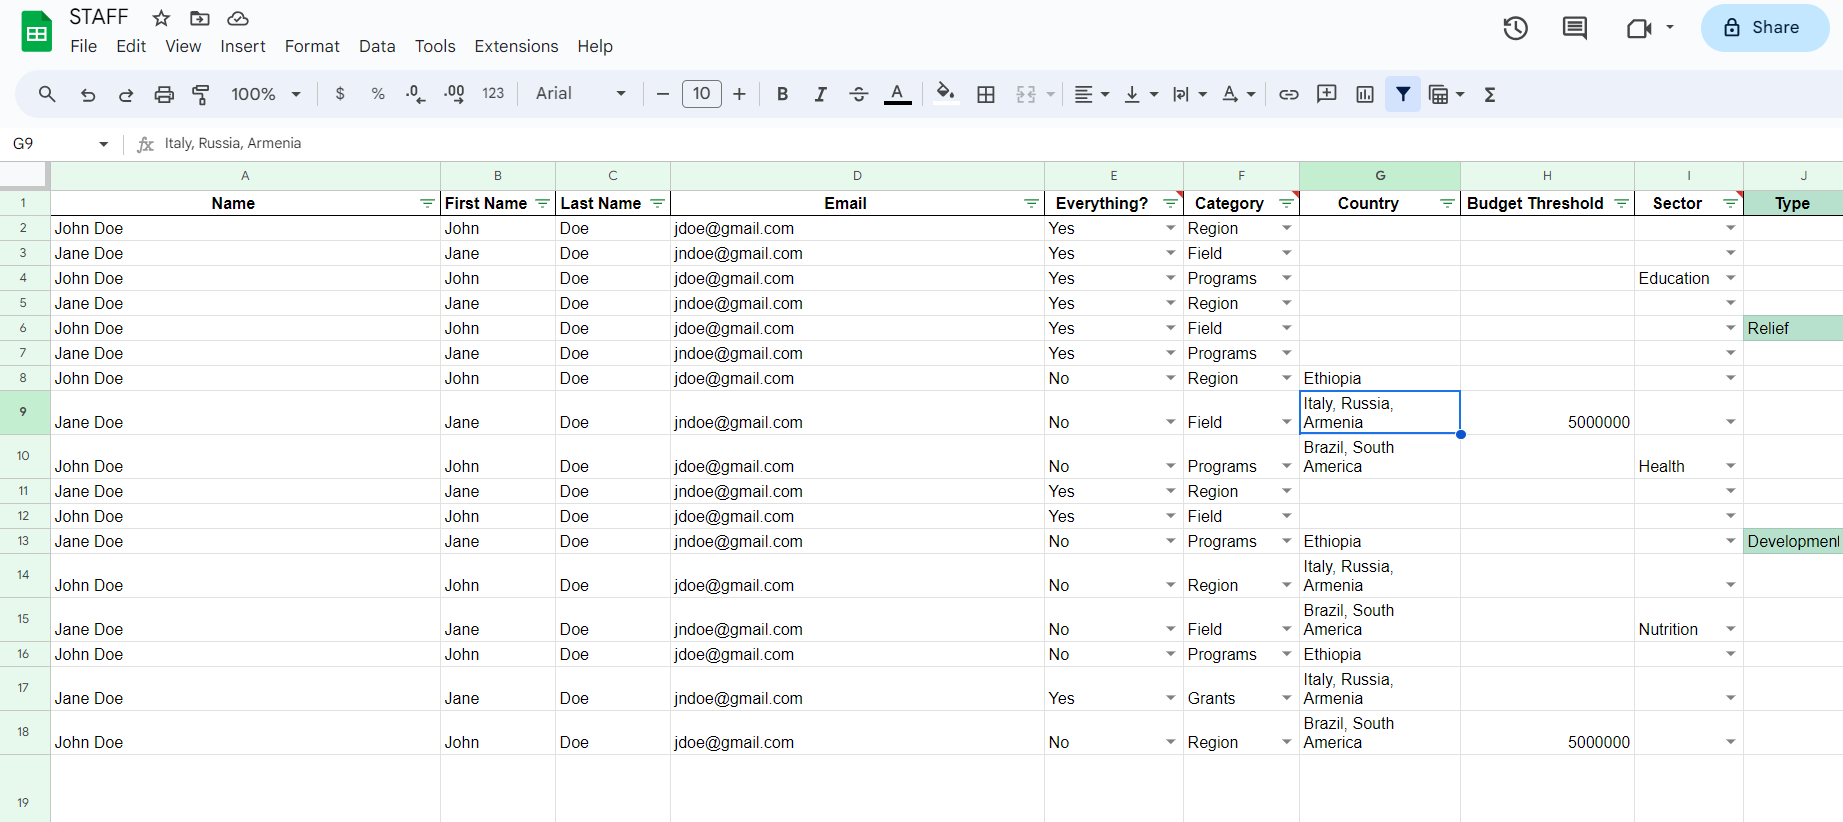 STAFF
File Edit View Insert Format Data Tools Extensions Help
Share
100% $ % .0 .00 123 Arial 10 B I S A Σ
G9 fx Italy, Russia, Armenia
A B C D E F G H I J
1 Name First Name Last Name Email Everything? Category Country Budget Threshold Sector Type
2 John Doe John Doe jdoe@gmail.com Yes Region
3 Jane Doe Jane Doe jndoe@gmail.com Yes Field
4 John Doe John Doe jdoe@gmail.com Yes Programs Education
5 Jane Doe Jane Doe jndoe@gmail.com Yes Region
6 John Doe John Doe jdoe@gmail.com Yes Field Relief
7 Jane Doe Jane Doe jndoe@gmail.com Yes Programs
8 John Doe John Doe jdoe@gmail.com No Region Ethiopia
Italy, Russia,
9 Jane Doe Jane Doe jndoe@gmail.com No Field Armenia 5000000
Brazil, South
10 John Doe John Doe jdoe@gmail.com No Programs America Health
11 Jane Doe Jane Doe jndoe@gmail.com Yes Region
12 John Doe John Doe jdoe@gmail.com Yes Field
13 Jane Doe Jane Doe jndoe@gmail.com No Programs Ethiopia Development
Italy, Russia,
14 John Doe John Doe jdoe@gmail.com No Region Armenia
Brazil, South
15 Jane Doe Jane Doe jndoe@gmail.com No Field America Nutrition
16 John Doe John Doe jdoe@gmail.com No Programs Ethiopia
Italy, Russia,
17 Jane Doe Jane Doe jndoe@gmail.com Yes Grants Armenia
Brazil, South
18 John Doe John Doe jdoe@gmail.com No Region America 5000000
19